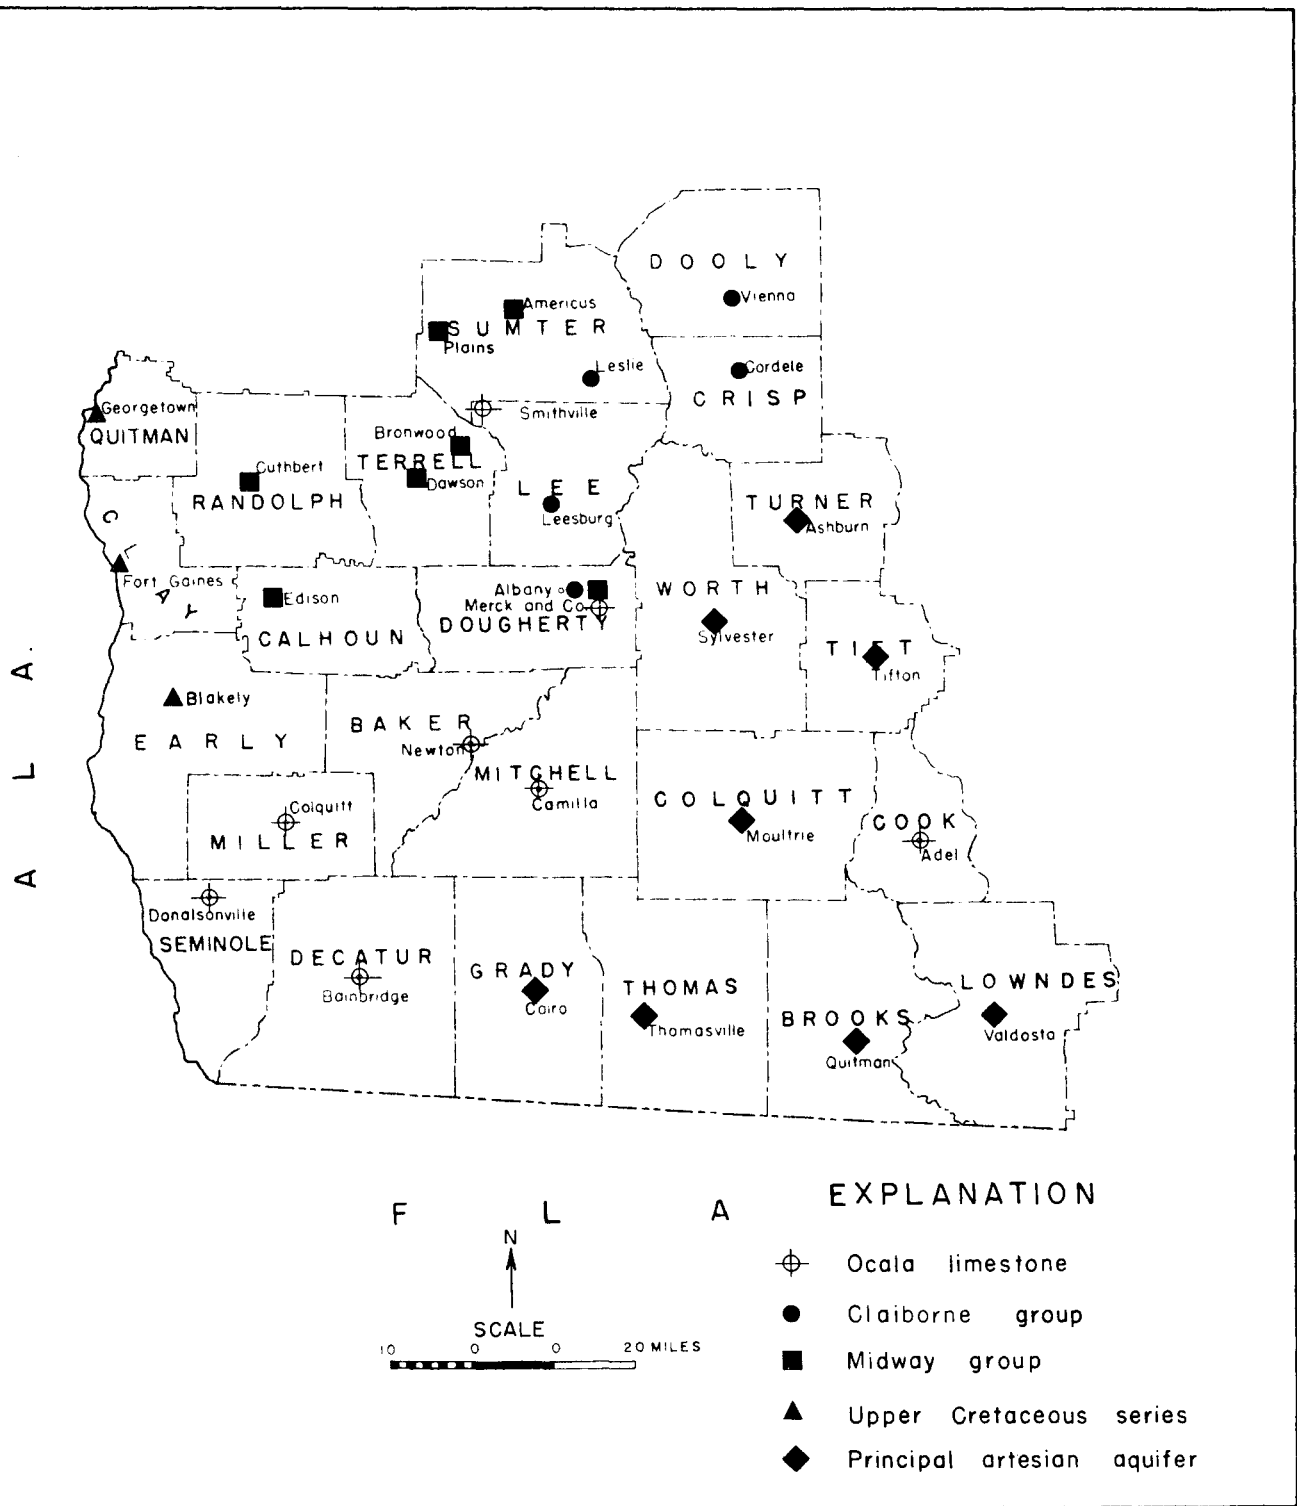 DOOLY
Vienna
Americus
SUMTER
Plains
Leslie
Cordele
CRISP
Georgetown
QUITMAN
Smithville
Bronwood
TERRELL
Dawson
Cuthbert
RANDOLPH
LEE
Leesburg
TURNER
Ashburn
CLAY
Fort Gaines
Edison
CALHOUN
Albany
Merck and Co
DOUGHERTY
WORTH
Sylvester
TIFT
Tifton
ALA.
Blakely
EARLY
BAKER
Newton
MITCHELL
Camilla
COLQUITT
Moultrie
COOK
Adel
Colquitt
MILLER
Donalsonville
SEMINOLE
DECATUR
Bainbridge
GRADY
Cairo
THOMAS
Thomasville
BROOKS
Quitman
LOWNDES
Valdosta
FLA
N
SCALE
10 0 0 20 MILES
EXPLANATION
Ocala limestone
Claiborne group
Midway group
Upper Cretaceous series
Principal artesian aquifer